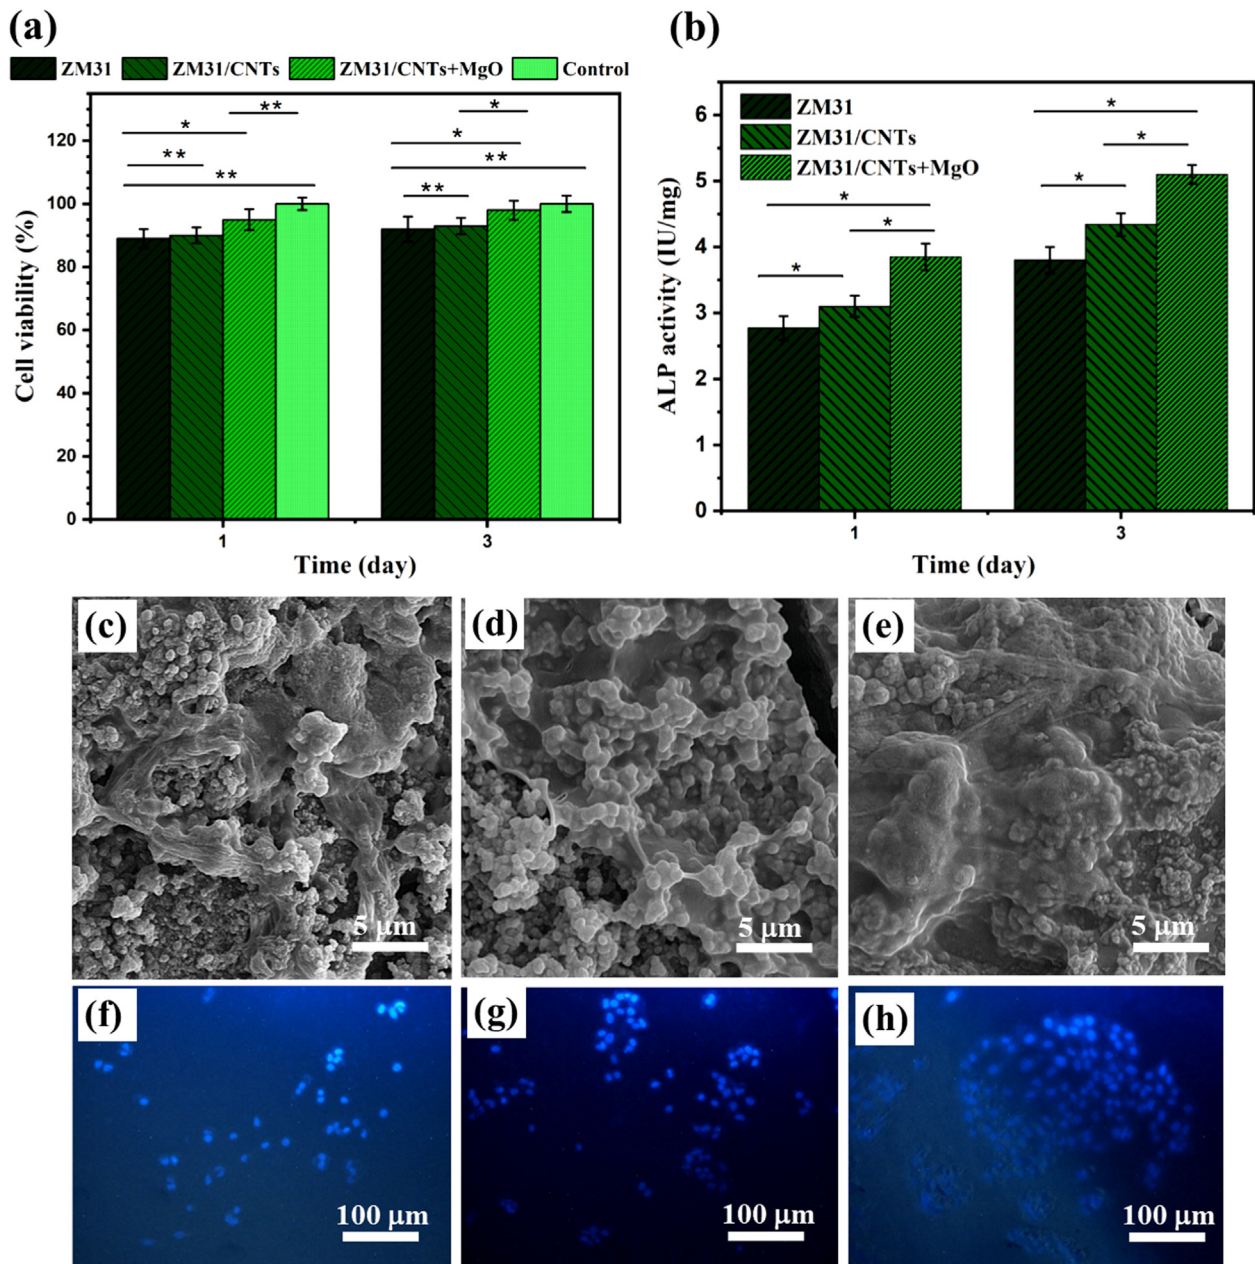 (a)
ZM31 ZM31/CNTs ZM31/CNTs+MgO Control
** *
* *
** **
** **
120
100
80
60
40
20
0
Cell viability (%)
1 3
Time (day)
(b)
ZM31
ZM31/CNTs
ZM31/CNTs+MgO
* *
* *
* *
6
5
4
3
2
1
0
ALP activity (IU/mg)
1 3
Time (day)
(c) (d) (e)
5 μm 5 μm 5 μm
(f) (g) (h)
100 μm 100 μm 100 μm